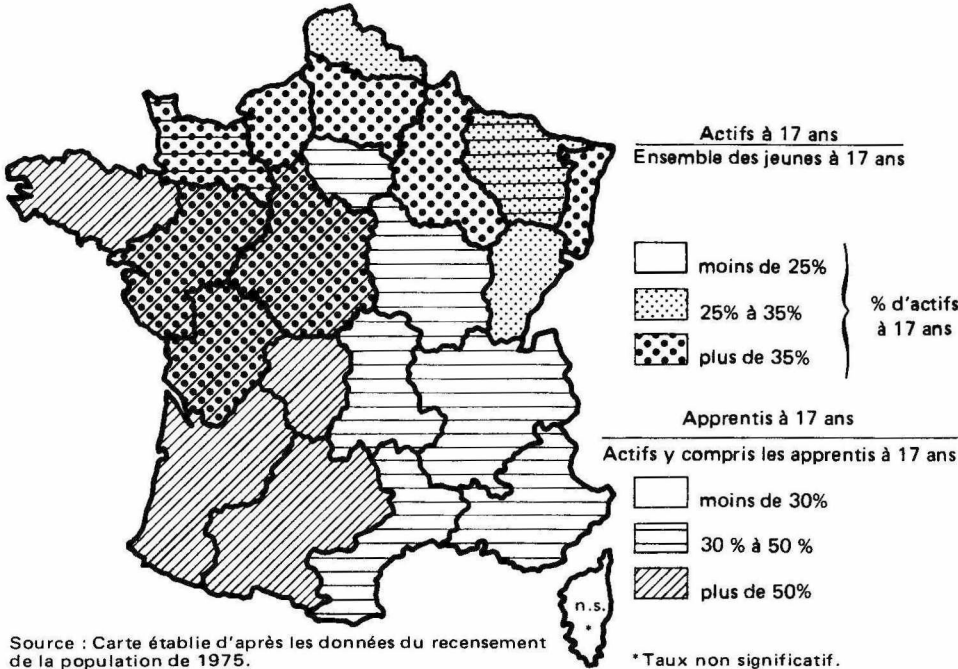 Actifs à 17 ans
Ensemble des jeunes à 17 ans
moins de 25%
25% à 35%
plus de 35%
% d'actifs
à 17 ans
Apprentis à 17 ans
Actifs y compris les apprentis à 17 ans
moins de 30%
30 % à 50 %
plus de 50%
n.s.
*
Source : Carte établie d'après les données du recensement
de la population de 1975.
*Taux non significatif.